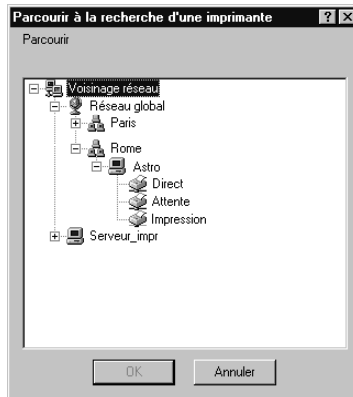 Parcourir à la recherche d'une imprimante
Parcourir
Voisinage réseau
Réseau global
Paris
Rome
Astro
Direct
Attente
Impression
Serveur_impr
OK
Annuler